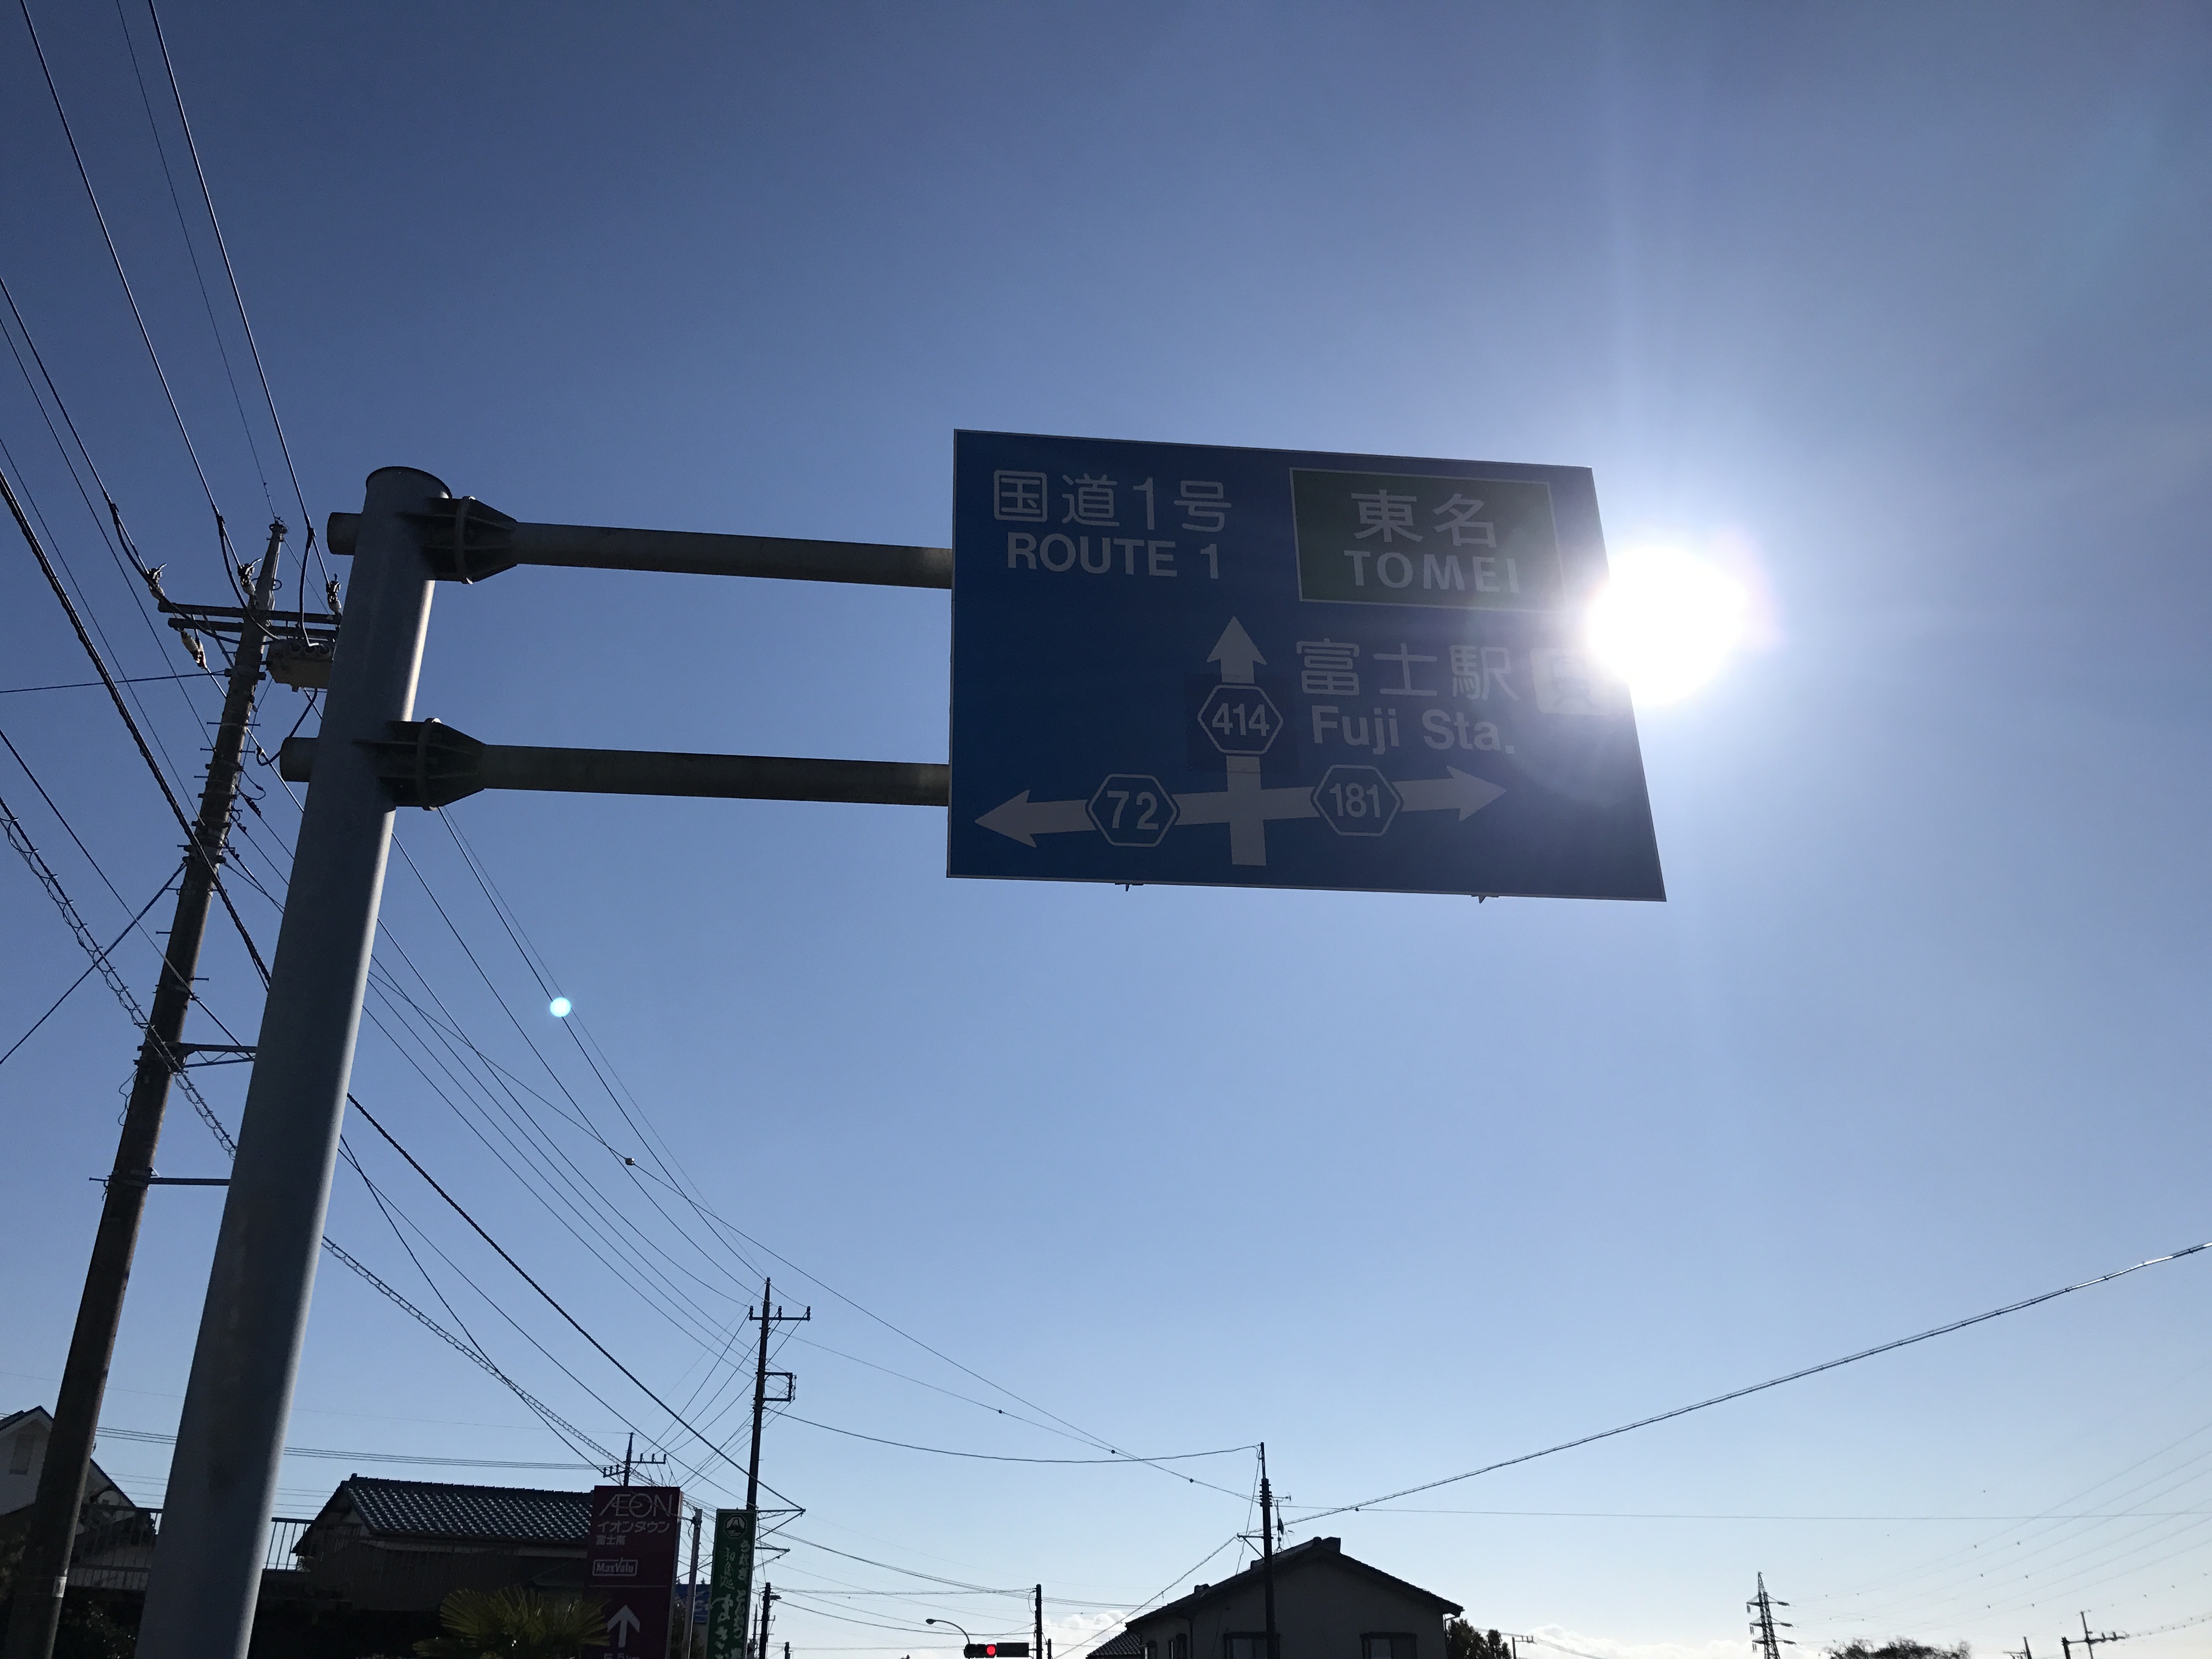 国道1号
ROUTE 1
東名
TOMEI
富士駅
Fuji Sta.
414
72
181
ÆON
イオンタウン
富士南
MaxValu